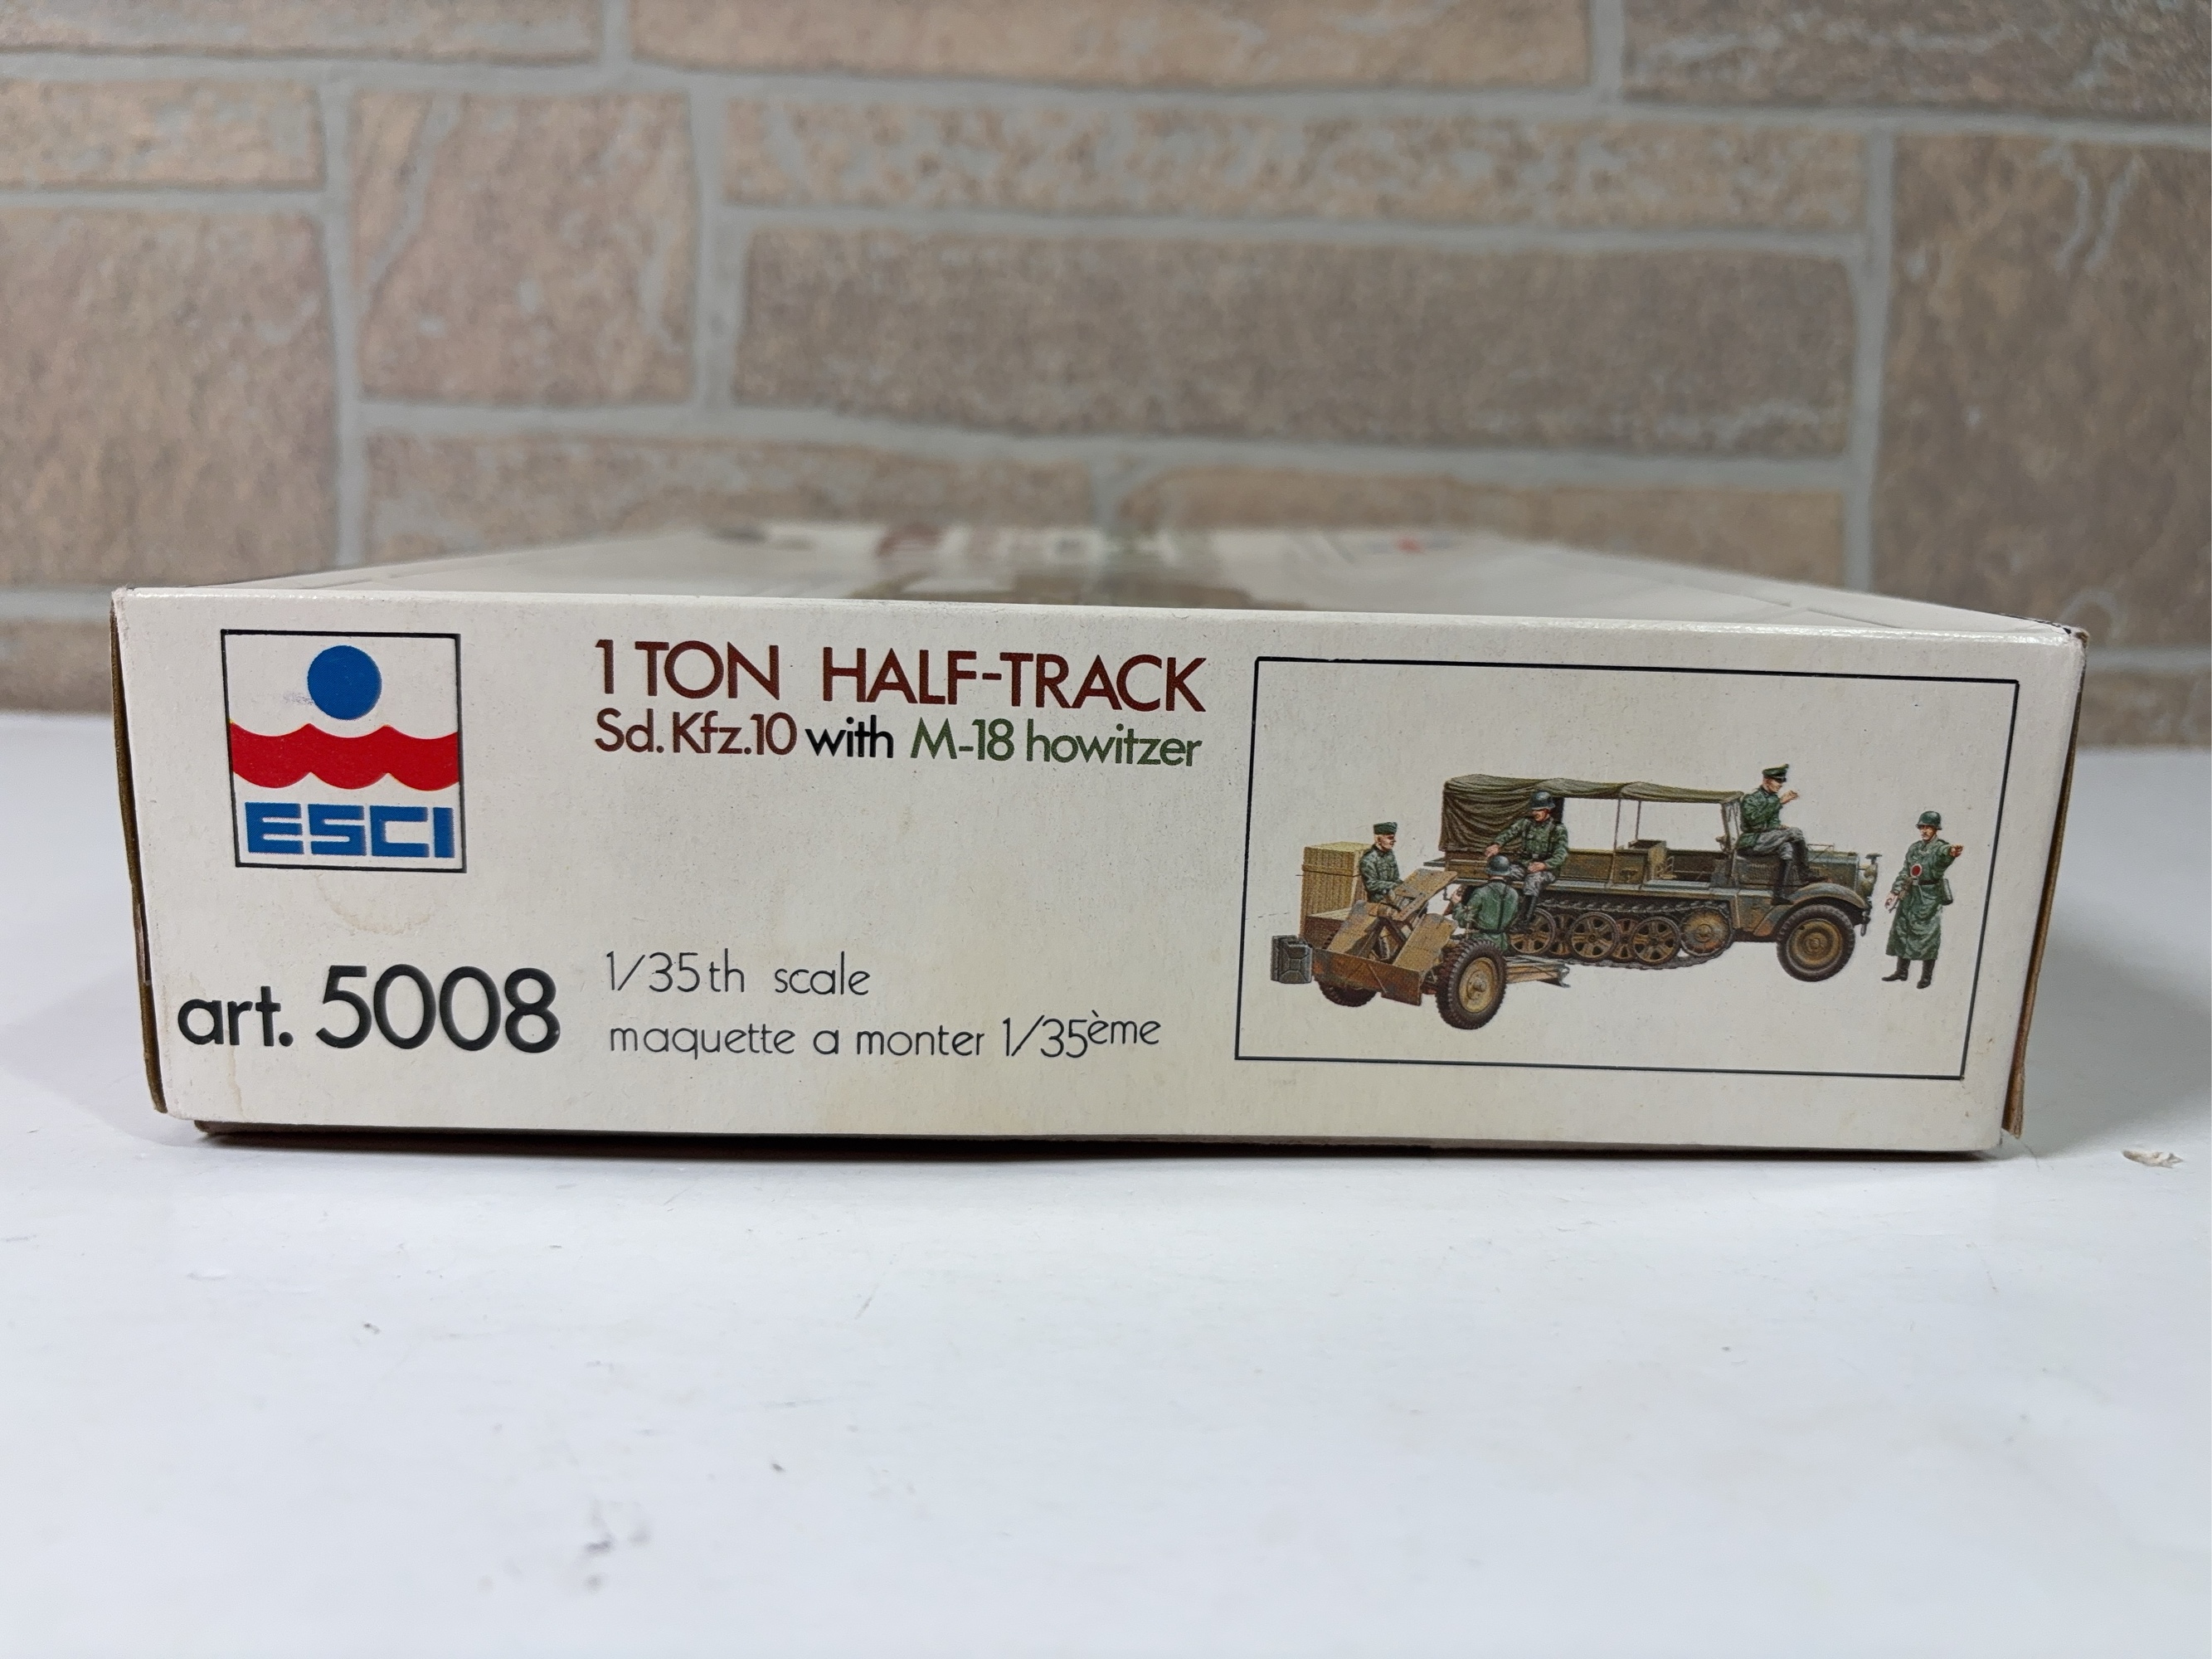 ESCI
1 TON HALF-TRACK
Sd.Kfz.10 with M-18 howitzer
art. 5008
1/35th scale
maquette a monter 1/35ème